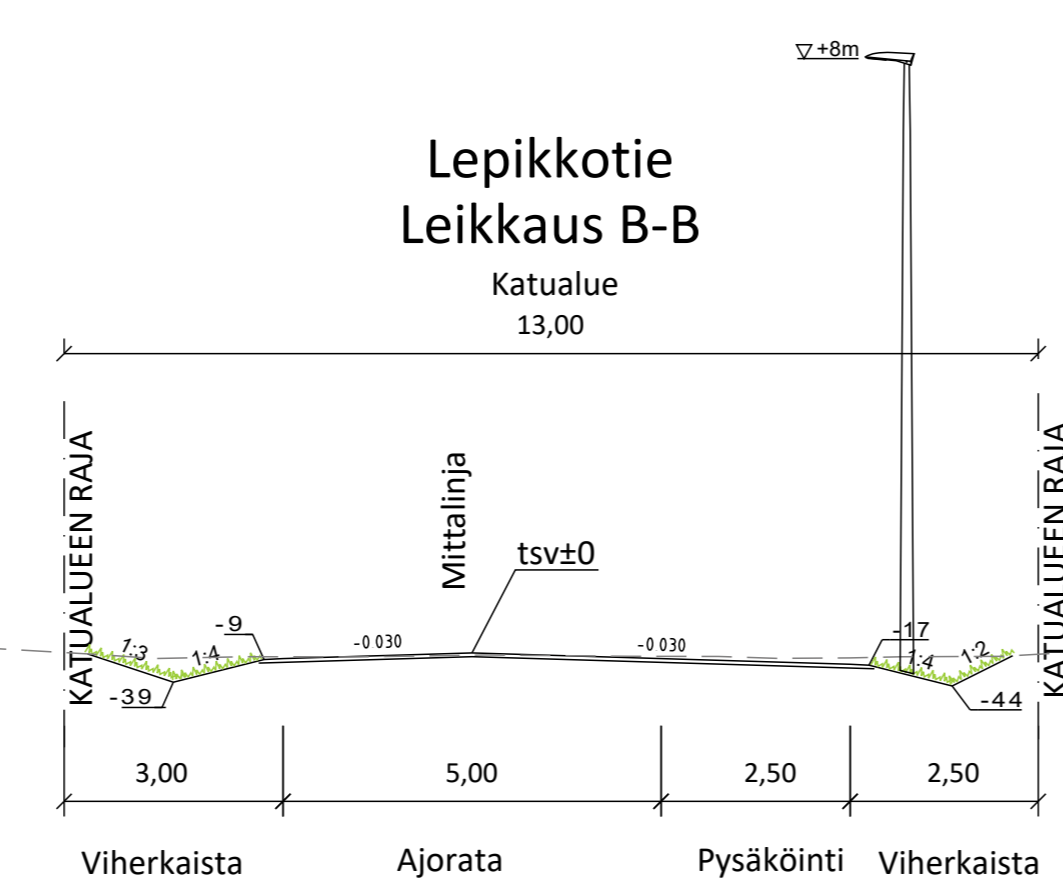 ▽ +8m
Lepikkotie
Leikkaus B-B
Katualue
13,00
KATUALUEEN RAJA
Mittalinja
KATUALUEEN RAJA
tsv±0
-9
-17
1:3
1:4
-0 030
-0 030
1:4
1:2
-39
-44
3,00
5,00
2,50
2,50
Viherkaista
Ajorata
Pysäköinti
Viherkaista